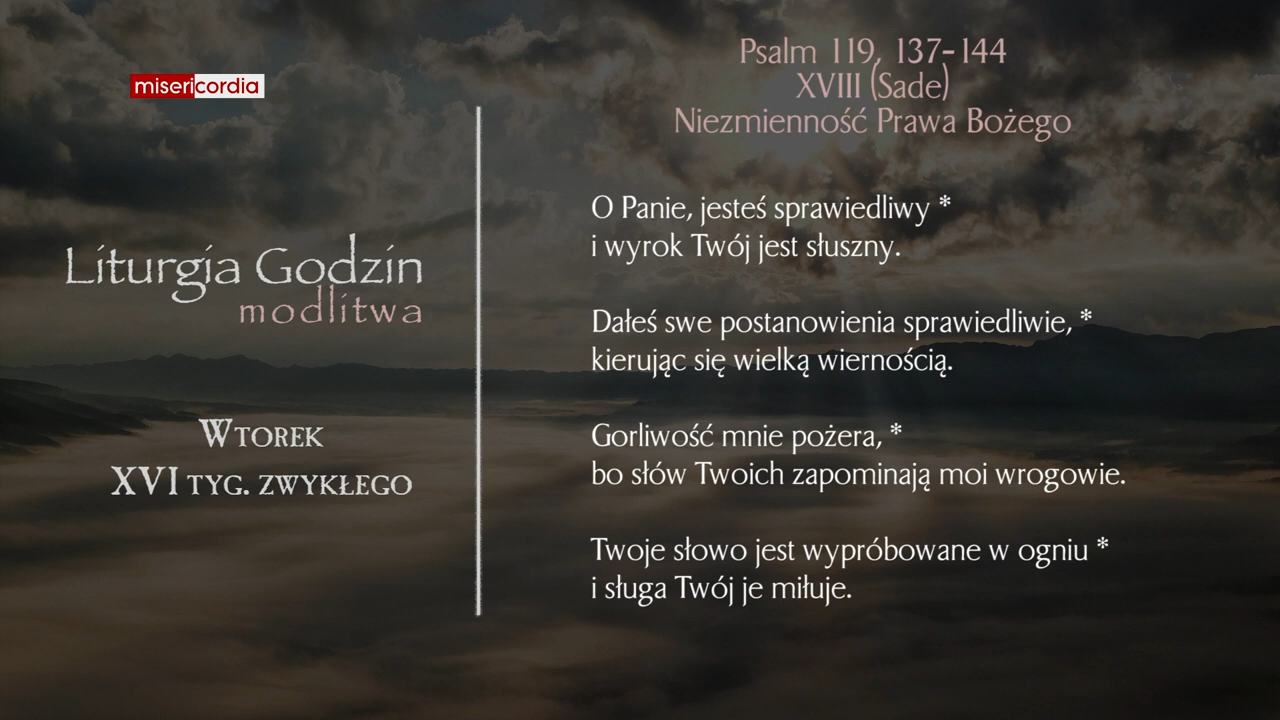 misericordia
Liturgia Godzin
modlitwa
Wtorek
XVI tyg. zwykłego
Psalm 119, 137-144
XVIII (Sade)
Niezmienność Prawa Bożego
O Panie, jesteś sprawiedliwy *
i wyrok Twój jest słuszny.
Dałeś swe postanowienia sprawiedliwie, *
kierując się wielką wiernością.
Gorliwość mnie pożera, *
bo słów Twoich zapominają moi wrogowie.
Twoje słowo jest wypróbowane w ogniu *
i sługa Twój je miłuje.